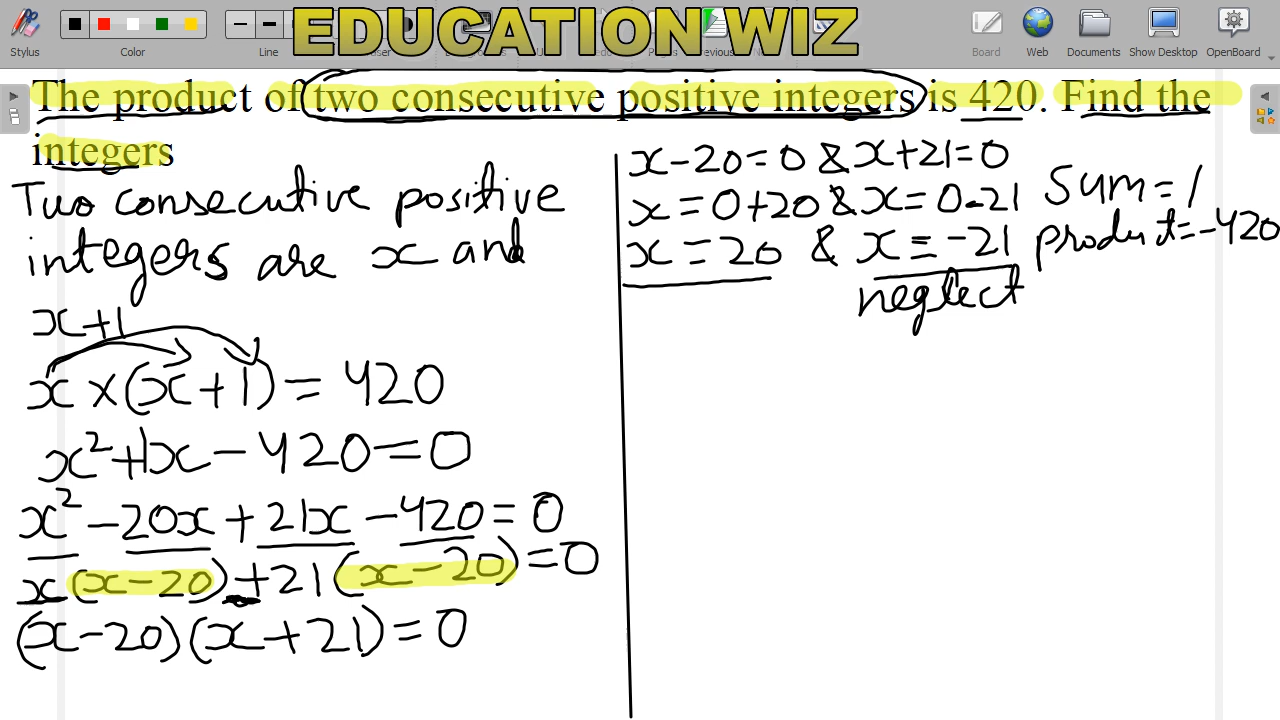 EDUCATION WIZ
Stylus
Color
Line
Board
Web
Documents
Show Desktop
OpenBoard
The product of two consecutive positive integers is 420. Find the
integers
Two consecutive positive
integers are x and
x+1
x × (x+1) = 420
x² + 1x - 420 = 0
x² - 20x + 21x - 420 = 0
x(x-20) + 21(x-20) = 0
(x-20)(x+21) = 0
x-20=0 & x+21=0
x = 0+20 & x = 0-21
x = 20 & x = -21
neglect
Sum = 1
product = -420